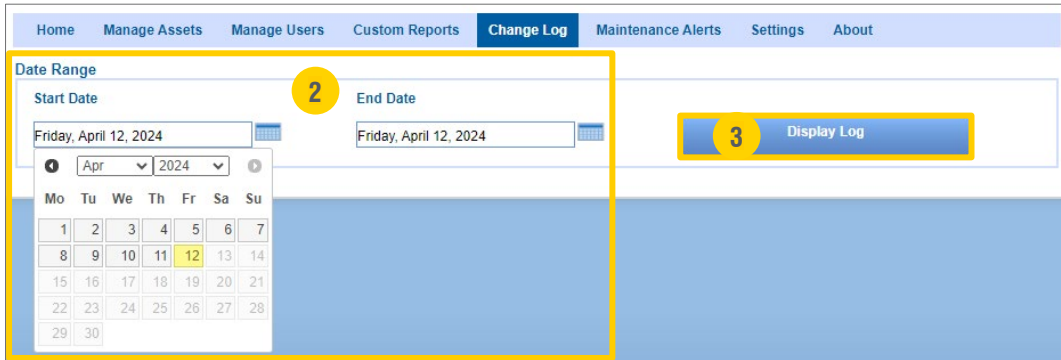 Home Manage Assets Manage Users Custom Reports Change Log Maintenance Alerts Settings About
Date Range
Start Date 2 End Date
Friday, April 12, 2024 Friday, April 12, 2024 3 Display Log
Apr 2024
Mo Tu We Th Fr Sa Su
1 2 3 4 5 6 7
8 9 10 11 12 13 14
15 16 17 18 19 20 21
22 23 24 25 26 27 28
29 30